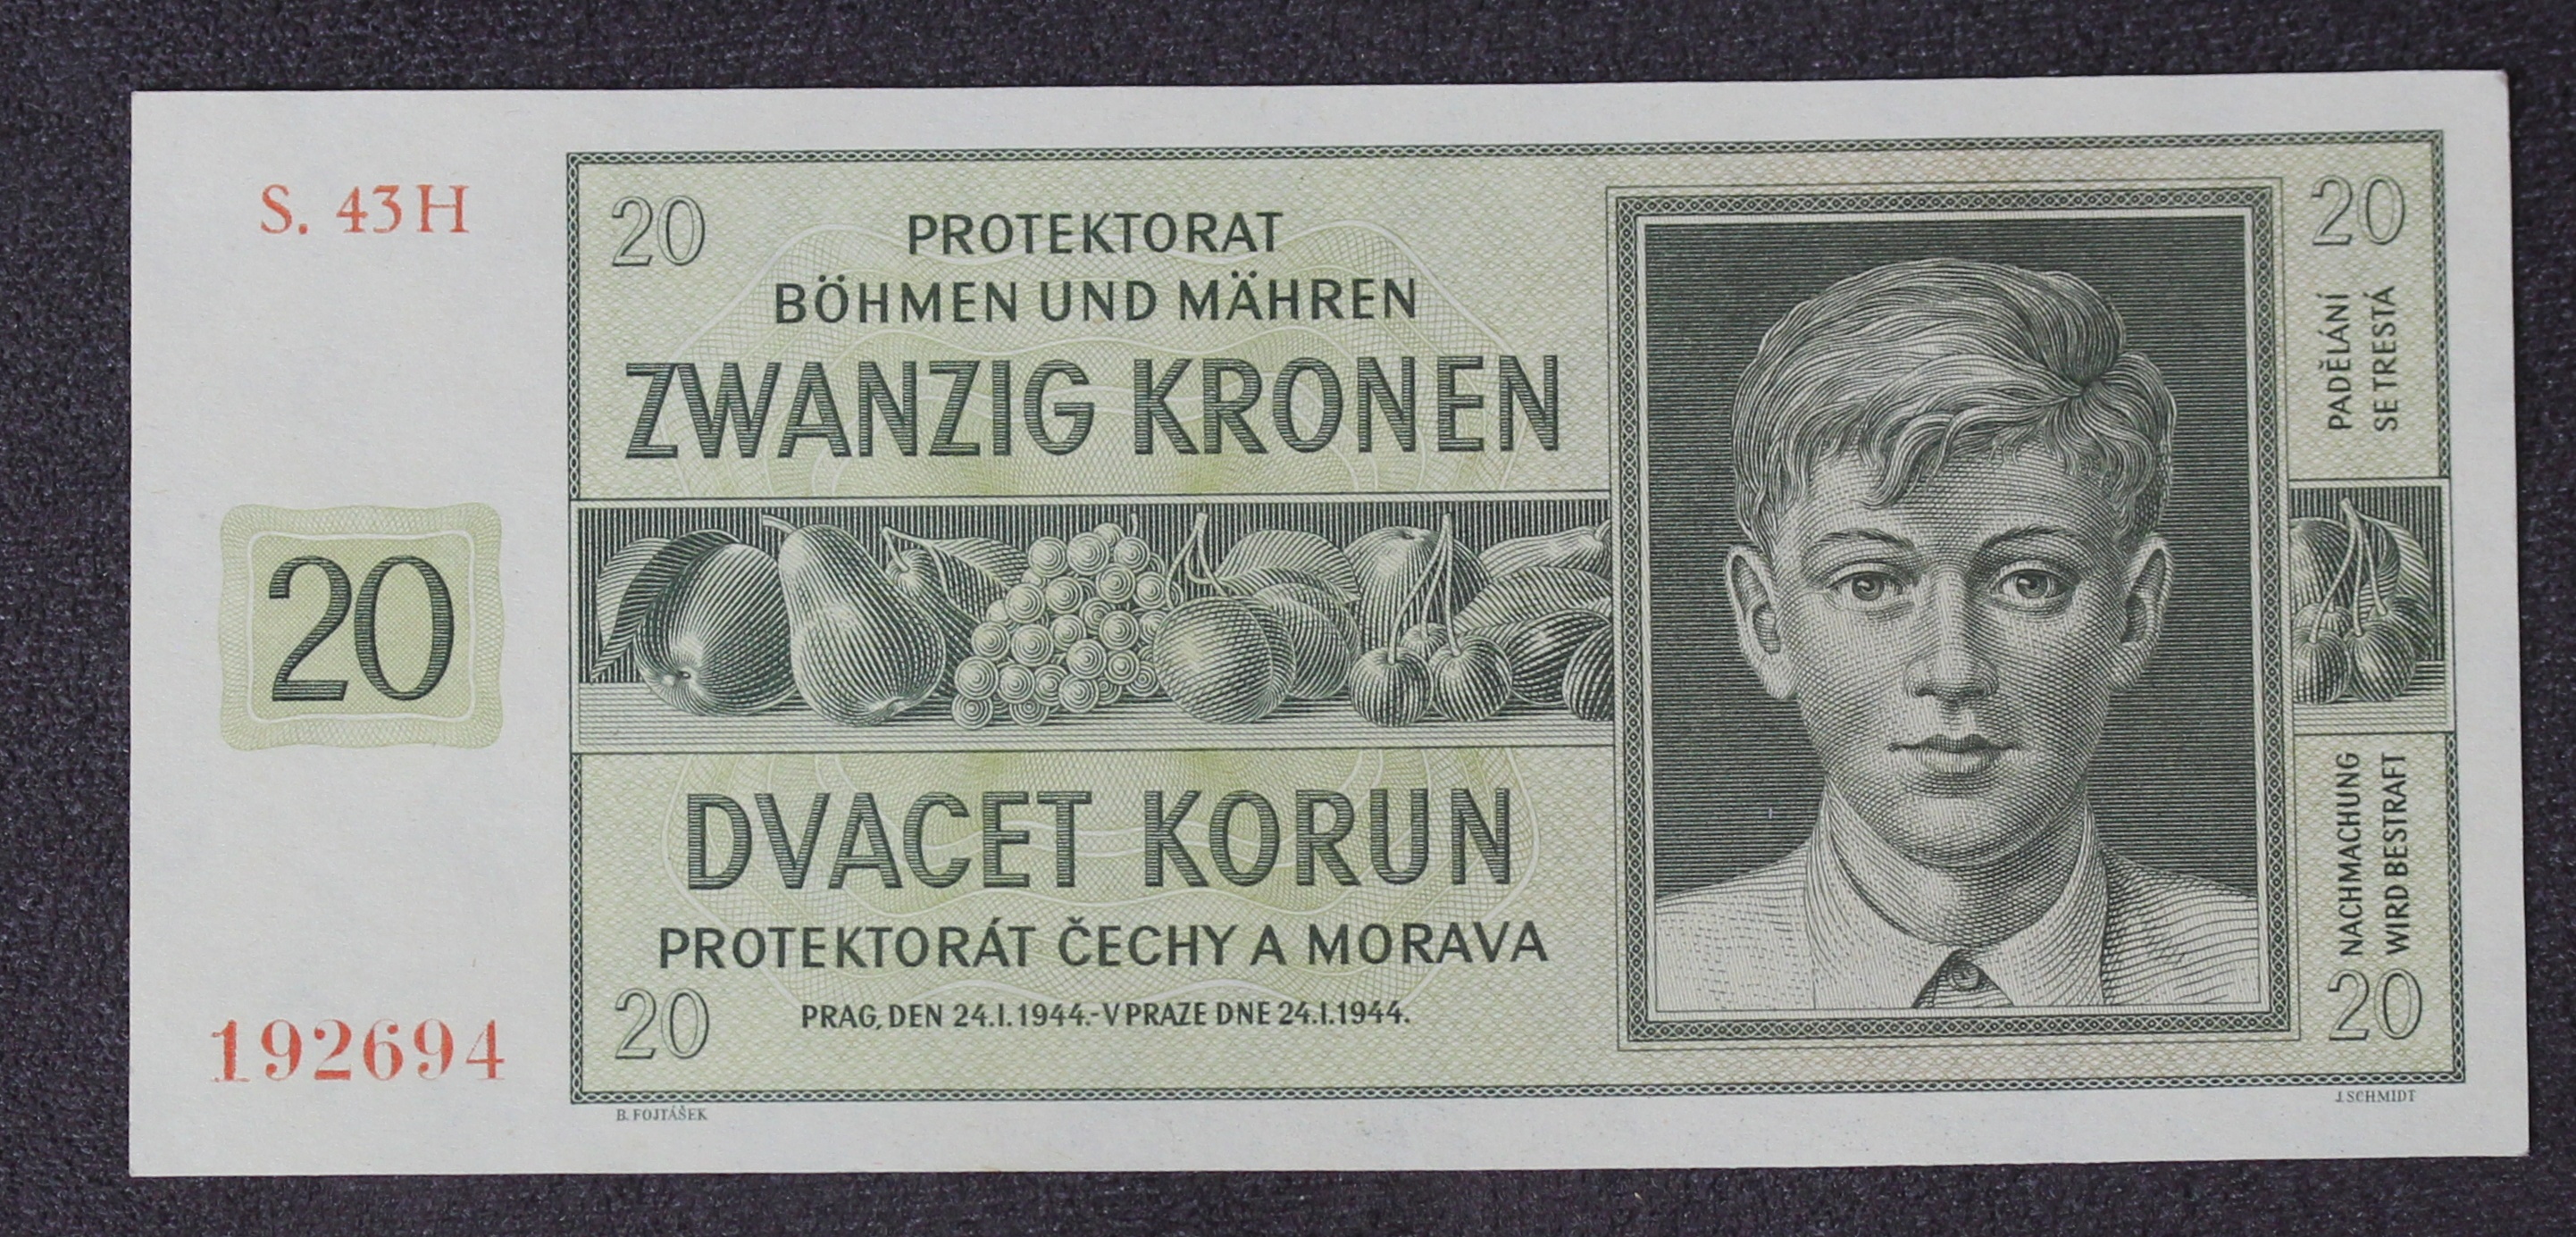 S. 43H
20
192694
20
PROTEKTORAT
BÖHMEN UND MÄHREN
ZWANZIG KRONEN
DVACET KORUN
PROTEKTORÁT ČECHY A MORAVA
20
PRAG, DEN 24.I.1944.-V PRAZE DNE 24.I.1944.
20
PADĚLÁNÍ
SE TRESTÁ
NACHMACHUNG
WIRD BESTRAFT
20
B. FOJTÁŠEK
J. SCHMIDT